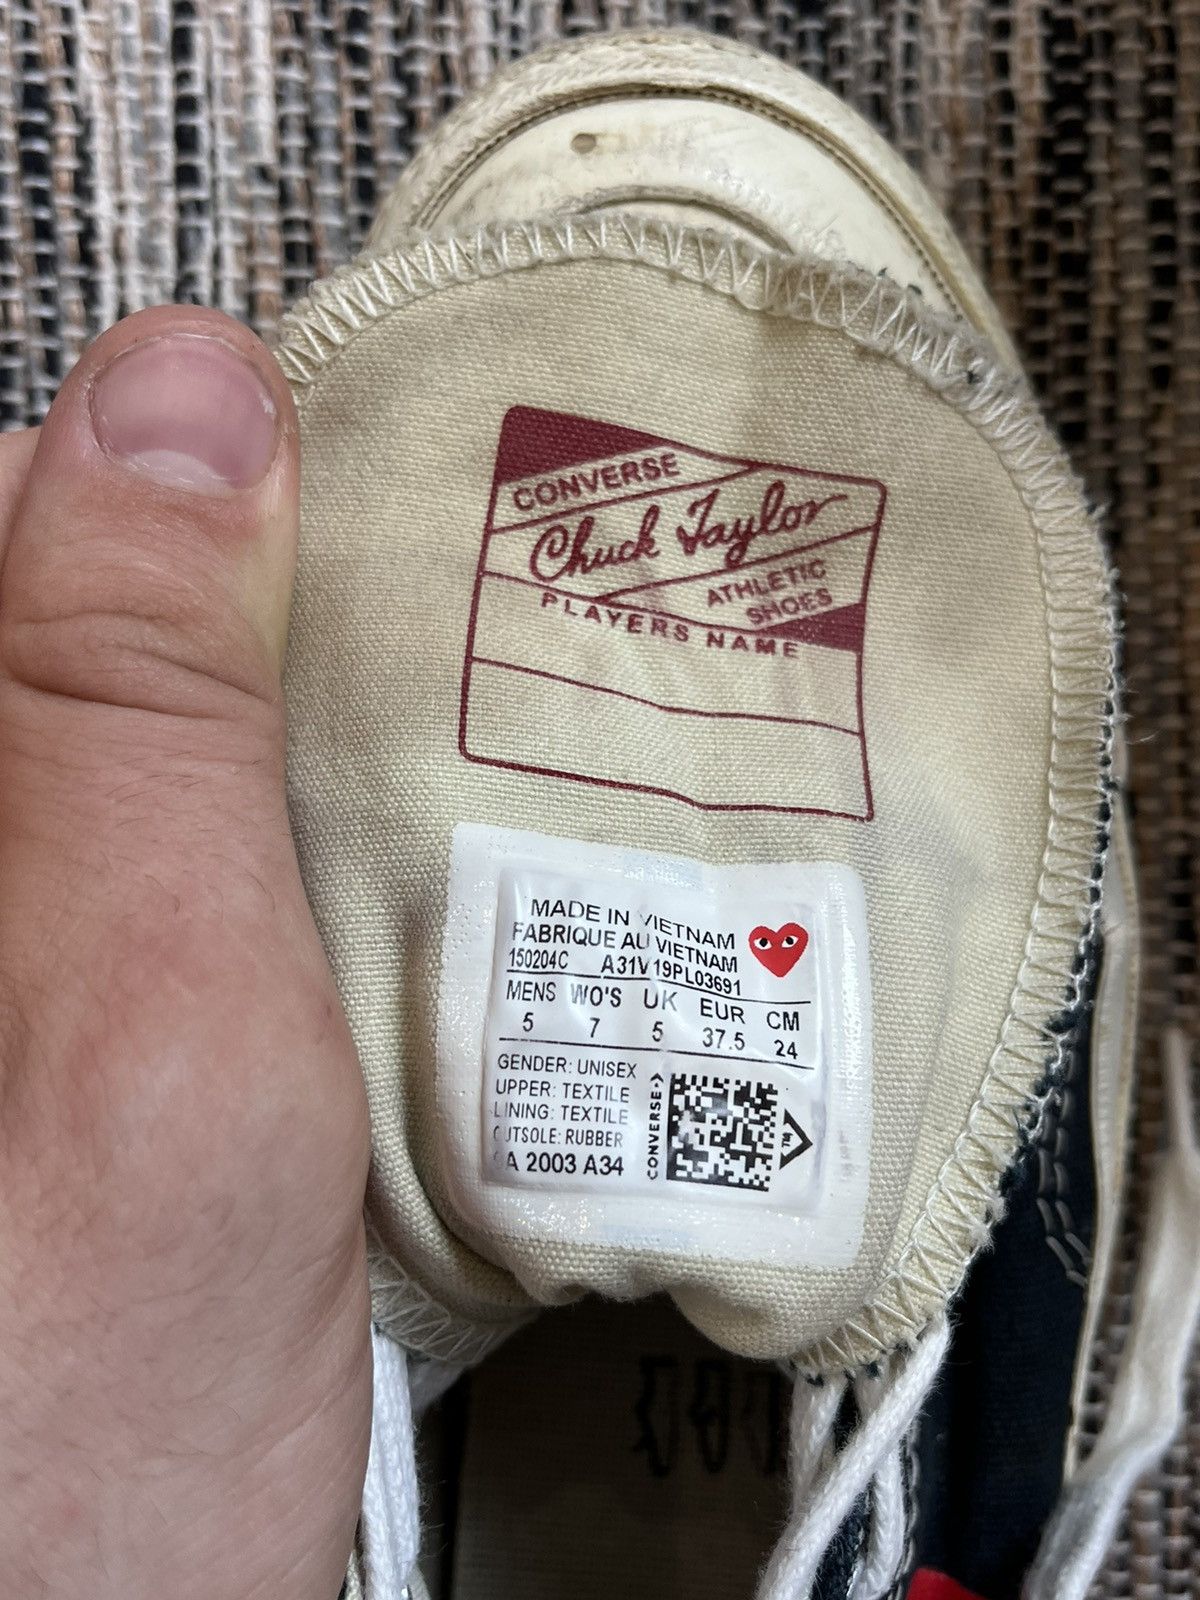 CONVERSE
Chuck Taylor
ATHLETIC
SHOES
PLAYERS NAME
MADE IN VIETNAM
FABRIQUE AU VIETNAM
150204C A31V19PL03691
MENS WO'S UK EUR CM
5 7 5 37.5 24
GENDER: UNISEX
UPPER: TEXTILE
LINING: TEXTILE
OUTSOLE: RUBBER
A 2003 A34
CONVERSE
TM